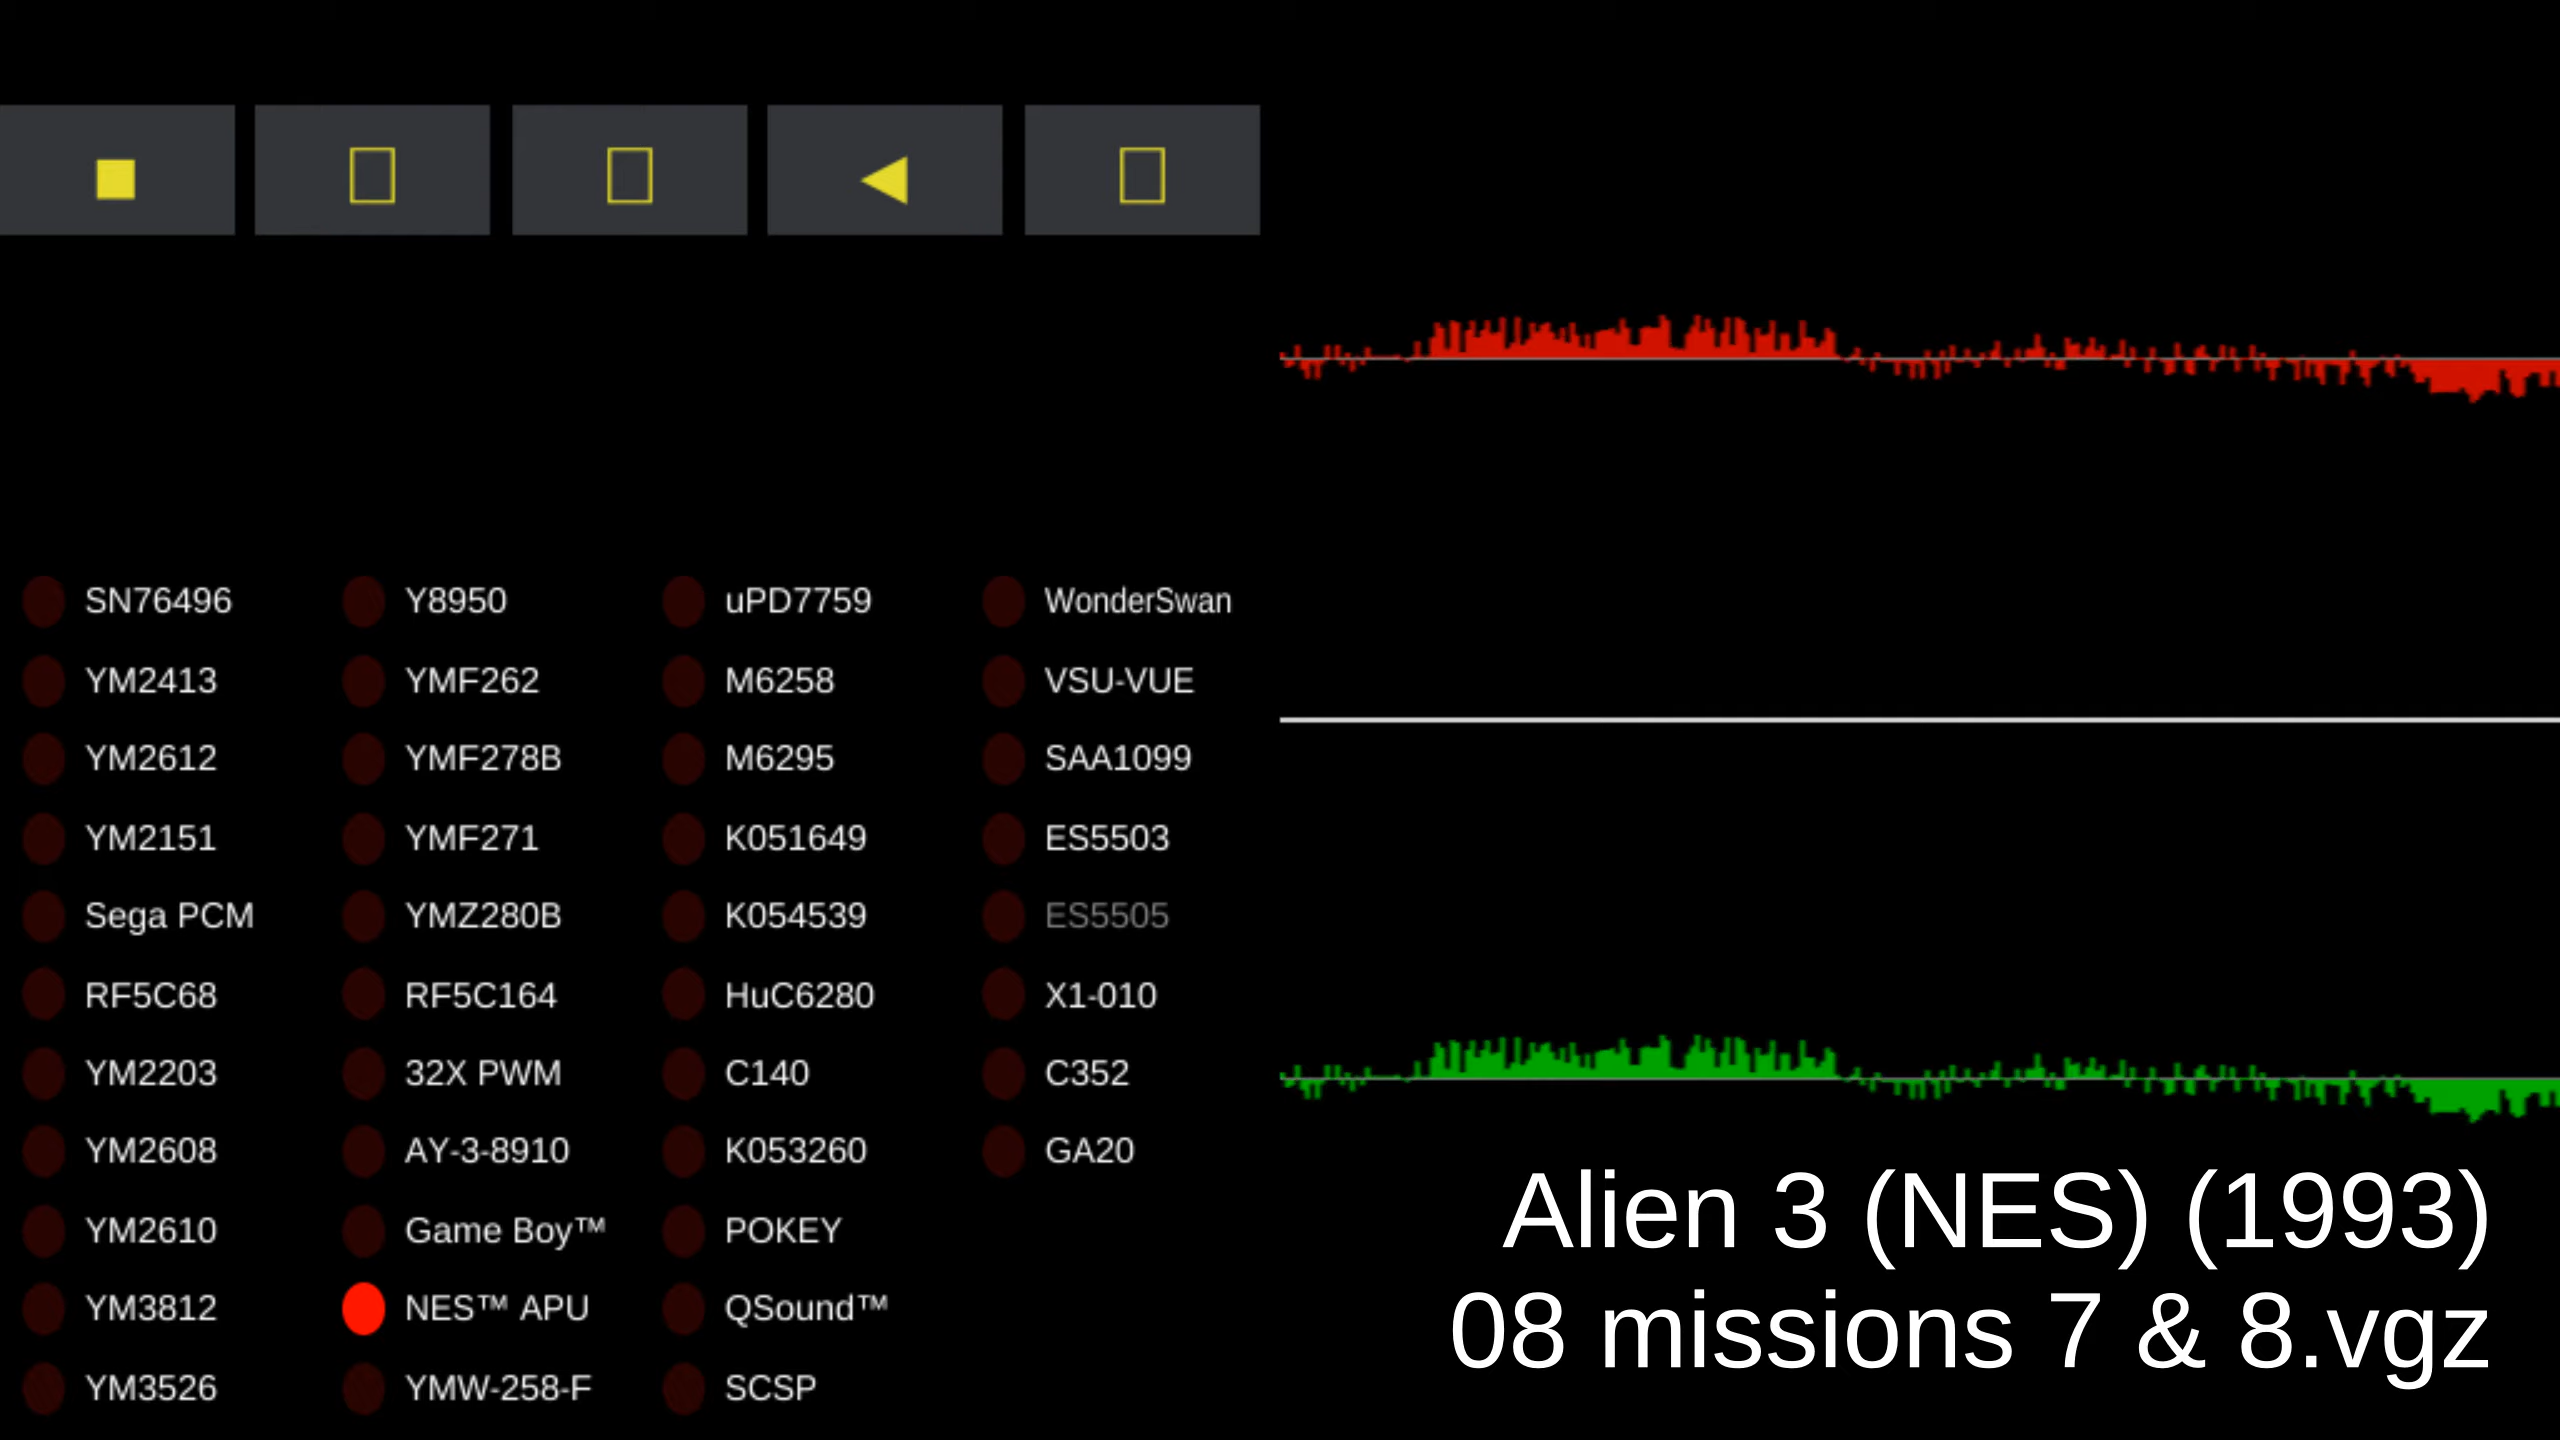 SN76496 Y8950 uPD7759 WonderSwan
YM2413 YMF262 M6258 VSU-VUE
YM2612 YMF278B M6295 SAA1099
YM2151 YMF271 K051649 ES5503
Sega PCM YMZ280B K054539 ES5505
RF5C68 RF5C164 HuC6280 X1-010
YM2203 32X PWM C140 C352
YM2608 AY-3-8910 K053260 GA20
YM2610 Game Boy™ POKEY
YM3812 NES™ APU QSound™
YM3526 YMW-258-F SCSP
Alien 3 (NES) (1993)
08 missions 7 & 8.vgz